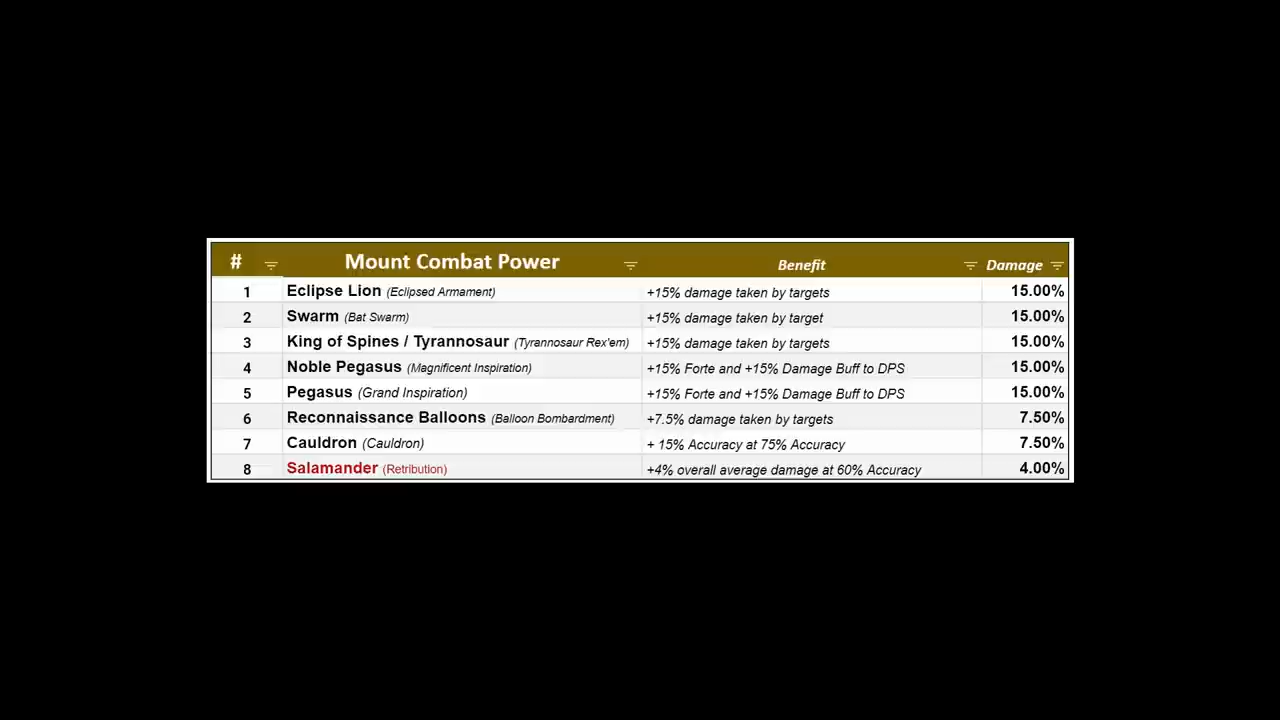 # Mount Combat Power Benefit Damage
1 Eclipse Lion (Eclipsed Armament) +15% damage taken by targets 15.00%
2 Swarm (Bat Swarm) +15% damage taken by target 15.00%
3 King of Spines / Tyrannosaur (Tyrannosaur Rex'em) +15% damage taken by targets 15.00%
4 Noble Pegasus (Magnificent Inspiration) +15% Forte and +15% Damage Buff to DPS 15.00%
5 Pegasus (Grand Inspiration) +15% Forte and +15% Damage Buff to DPS 15.00%
6 Reconnaissance Balloons (Balloon Bombardment) +7.5% damage taken by targets 7.50%
7 Cauldron (Cauldron) + 15% Accuracy at 75% Accuracy 7.50%
8 Salamander (Retribution) +4% overall average damage at 60% Accuracy 4.00%